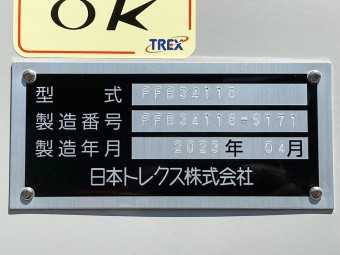 OK
TREX
型 式 PFB34116
製造番号 PFB34116-9171
製造年月 2023年 04月
日本トレクス株式会社